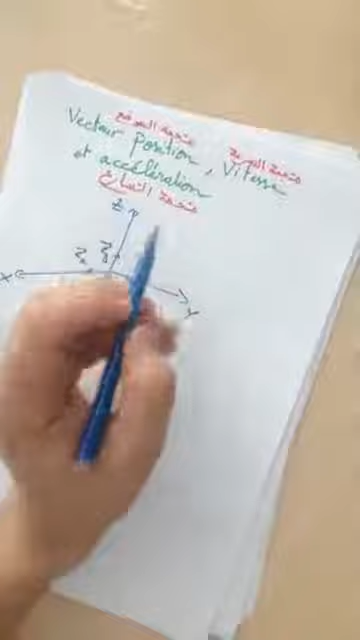 متجهة الموضع
Vecteur Position, Vitesse
متجهة السرعة
et accélération
متجهة التسارع
Z
X
Y